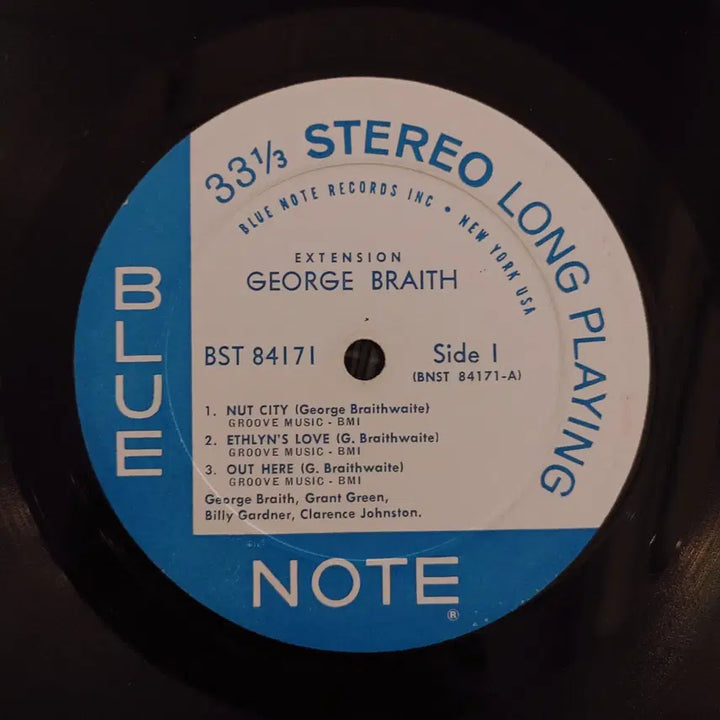 33⅓ STEREO LONG PLAYING
BLUE NOTE RECORDS INC • NEW YORK USA
EXTENSION
GEORGE BRAITH
BST 84171
Side 1
(BNST 84171-A)
1. NUT CITY (George Braithwaite)
GROOVE MUSIC - BMI
2. ETHLYN'S LOVE (G. Braithwaite)
GROOVE MUSIC - BMI
3. OUT HERE (G. Braithwaite)
GROOVE MUSIC - BMI
George Braith, Grant Green,
Billy Gardner, Clarence Johnston.
BLUE
NOTE ®